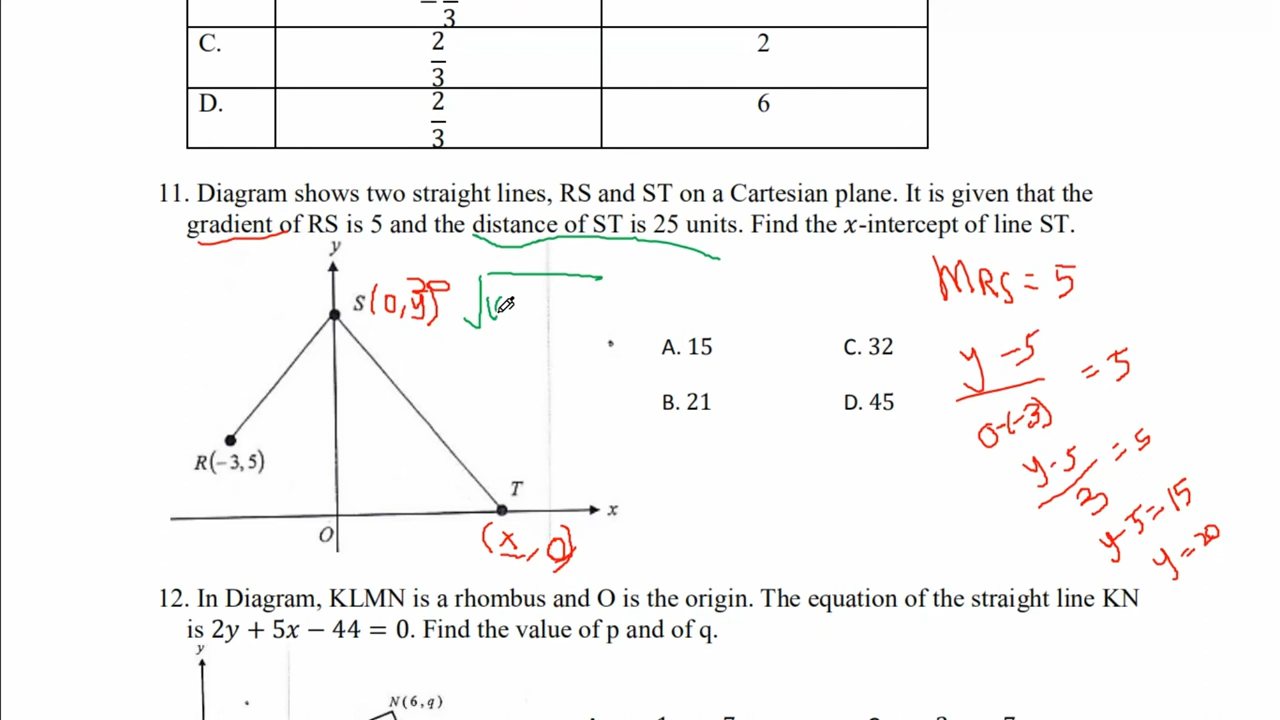 3
C. 2/3 2
D. 2/3 6
11. Diagram shows two straight lines, RS and ST on a Cartesian plane. It is given that the
gradient of RS is 5 and the distance of ST is 25 units. Find the x-intercept of line ST.
y
S(0,y) 20
√(
MRS = 5
A. 15 C. 32
y-5/0-(-3) = 5
B. 21 D. 45
y-5/3 = 5
R(−3,5)
T
y-5=15
x
O
(x, 0)
y=20
12. In Diagram, KLMN is a rhombus and O is the origin. The equation of the straight line KN
is 2y + 5x − 44 = 0. Find the value of p and of q.
y
N(6,q)